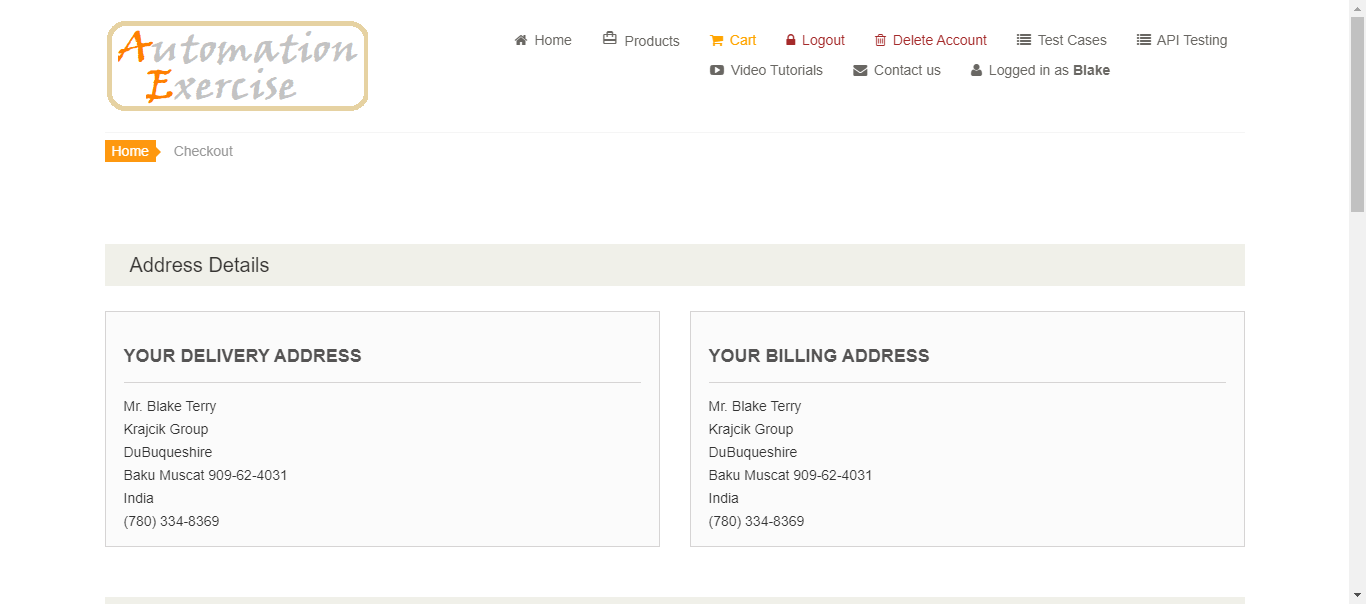 Automation
Exercise
Home Products Cart Logout Delete Account Test Cases API Testing
Video Tutorials Contact us Logged in as Blake
Home Checkout
Address Details
YOUR DELIVERY ADDRESS
Mr. Blake Terry
Krajcik Group
DuBuqueshire
Baku Muscat 909-62-4031
India
(780) 334-8369
YOUR BILLING ADDRESS
Mr. Blake Terry
Krajcik Group
DuBuqueshire
Baku Muscat 909-62-4031
India
(780) 334-8369